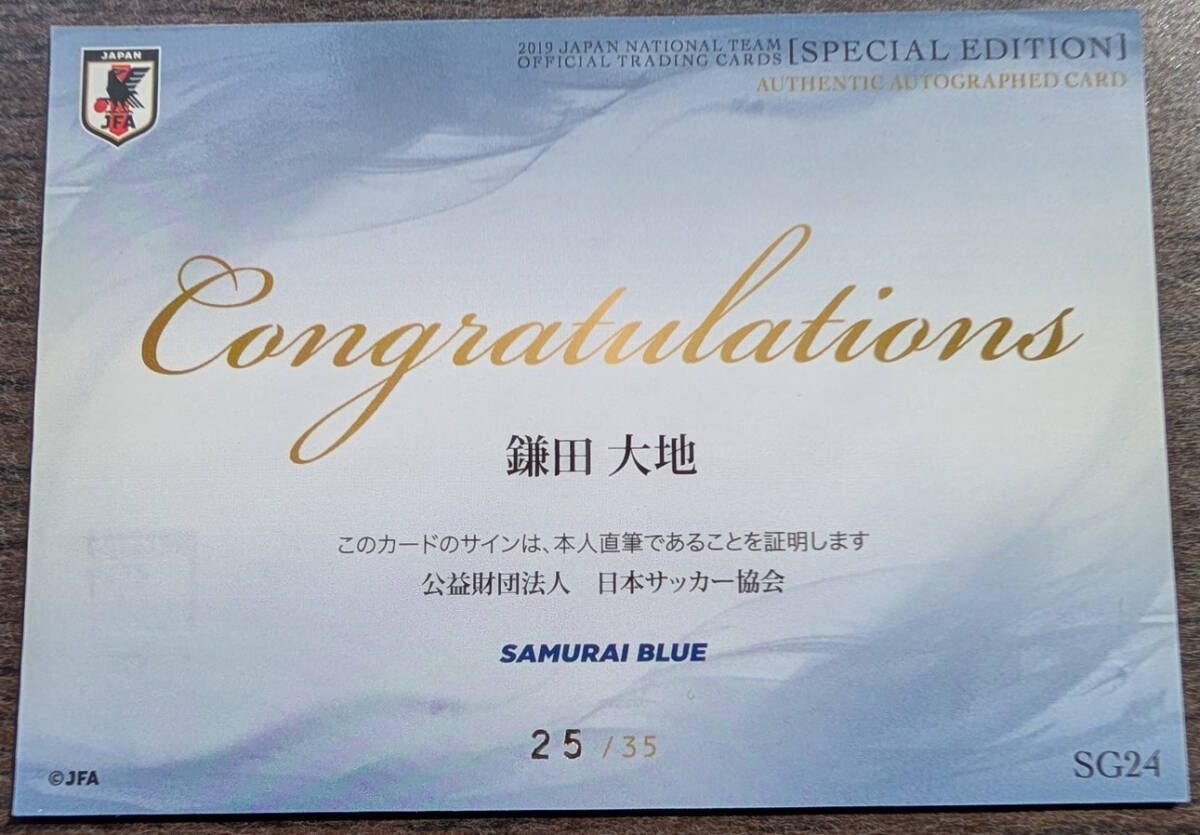 JAPAN
JFA
2019 JAPAN NATIONAL TEAM
OFFICIAL TRADING CARDS [SPECIAL EDITION]
AUTHENTIC AUTOGRAPHED CARD
Congratulations
鎌田 大地
このカードのサインは、本人直筆であることを証明します
公益財団法人 日本サッカー協会
SAMURAI BLUE
25 /35
©JFA
SG24